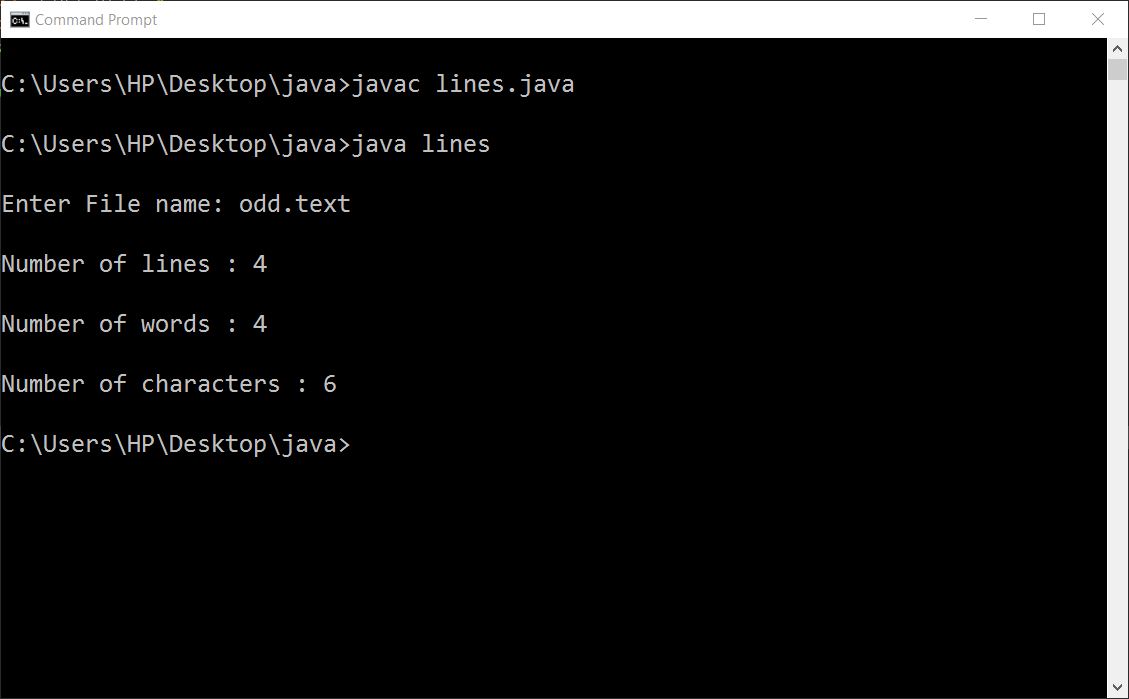 Command Prompt
C:\Users\HP\Desktop\java>javac lines.java
C:\Users\HP\Desktop\java>java lines
Enter File name: odd.text
Number of lines : 4
Number of words : 4
Number of characters : 6
C:\Users\HP\Desktop\java>